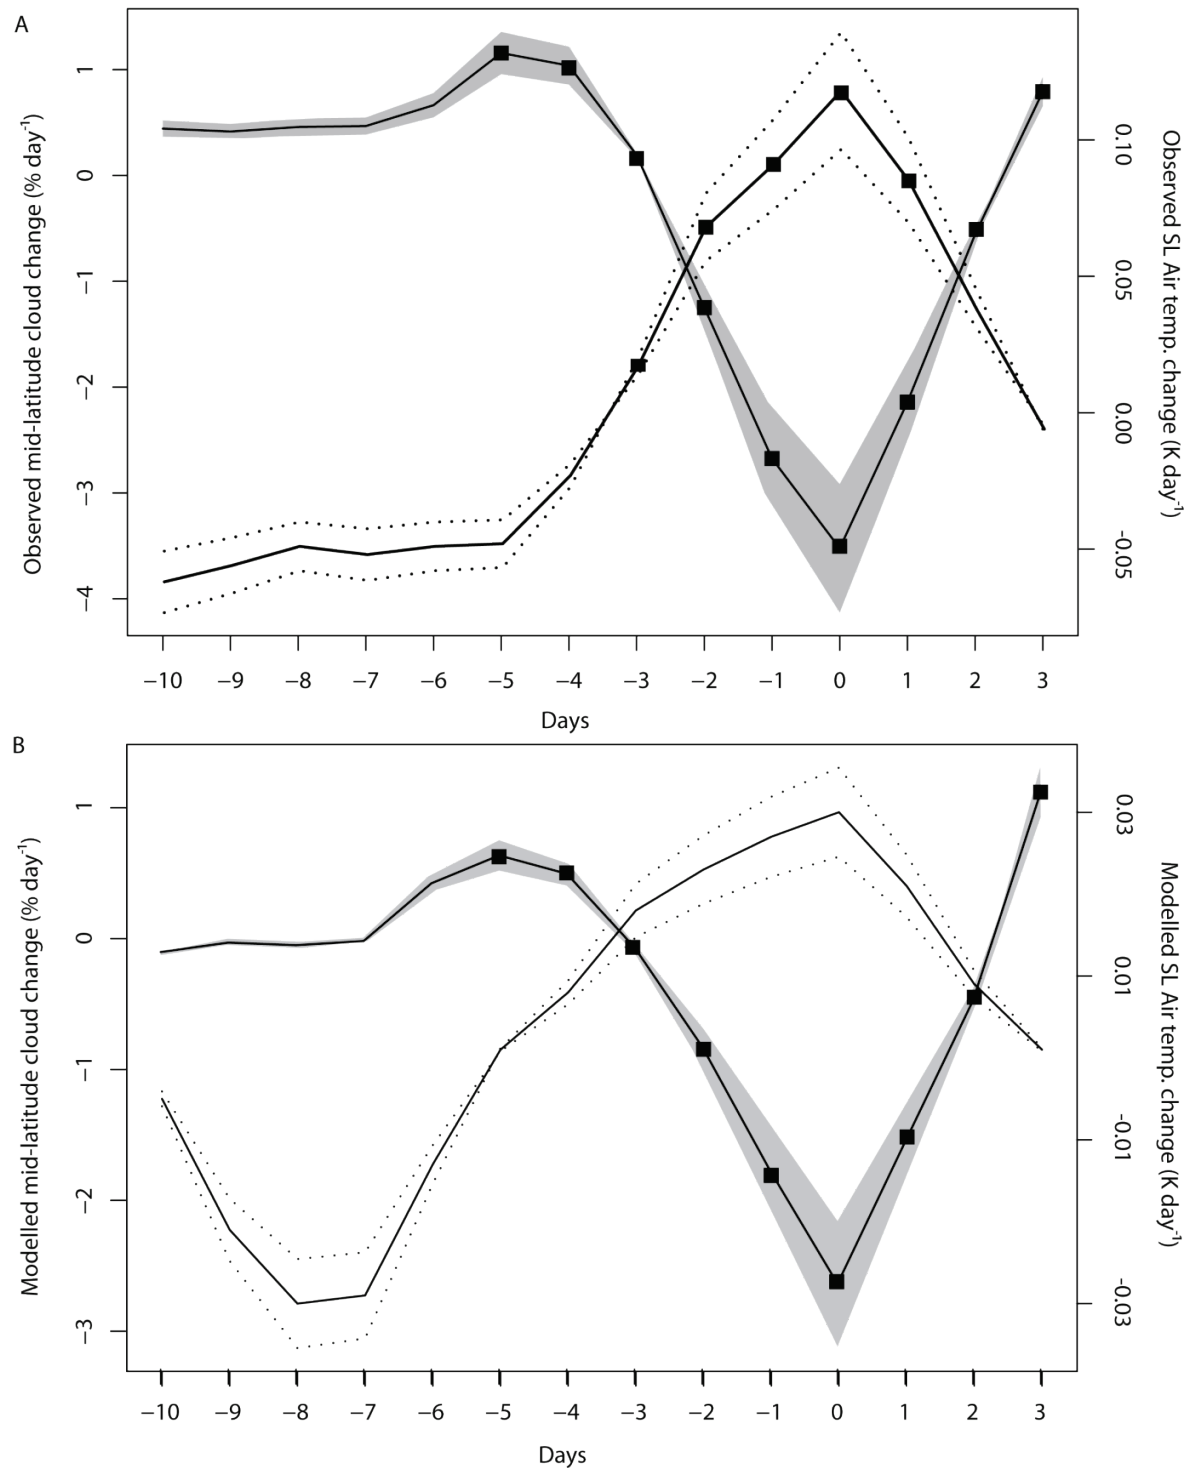 A
Observed mid-latitude cloud change (% day-1)
1
0
−1
−2
−3
−4
0.10
0.05
0.00
-0.05
Observed SL Air temp. change (K day-1)
−10 −9 −8 −7 −6 −5 −4 −3 −2 −1 0 1 2 3
Days
B
Modelled mid-latitude cloud change (% day-1)
1
0
−1
−2
−3
0.03
0.01
-0.01
-0.03
Modelled SL Air temp. change (K day-1)
−10 −9 −8 −7 −6 −5 −4 −3 −2 −1 0 1 2 3
Days